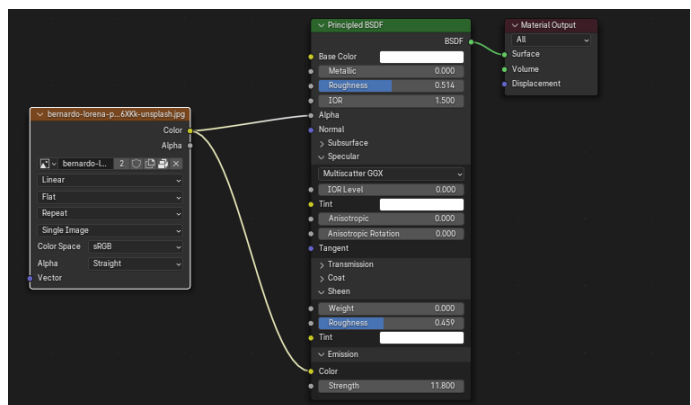 bernardo-lorena-p...6XKk-unsplash.jpg
Color
Alpha
bernardo-l... 2
Linear
Flat
Repeat
Single Image
Color Space sRGB
Alpha Straight
Vector
Principled BSDF
BSDF
Base Color
Metallic 0.000
Roughness 0.514
IOR 1.500
Alpha
Normal
Subsurface
Specular
Multiscatter GGX
IOR Level 0.000
Tint
Anisotropic 0.000
Anisotropic Rotation 0.000
Tangent
Transmission
Coat
Sheen
Weight 0.000
Roughness 0.459
Tint
Emission
Color
Strength 11.800
Material Output
All
Surface
Volume
Displacement